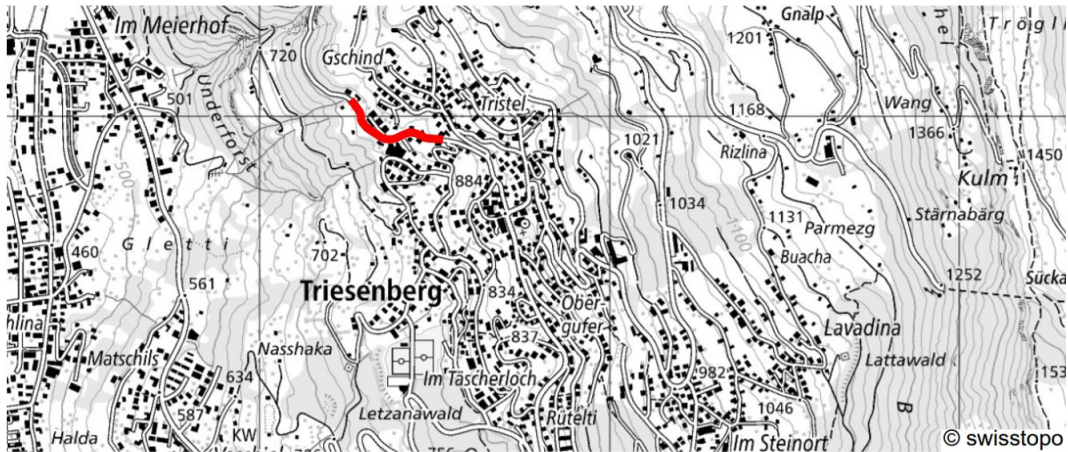 Im Meierhof
720
Gschind
Gnalp
1201
501
Underforst
Tristel
1168
Wang
1366
1021
Rizlina
1450
Kulm
500
884
1034
Stärnabärg
1131
Parmezg
1100
Gletti
460
702
Buacha
561
Triesenberg
834
Ober-
gufer
1252
Sücka
hlina
837
Lavadina
Matschils
Nasshaka
Lattawald
634
Im Täscherloch
982
587
Letzanawald
Rütelti
1046
B
Halda
KW
Im Steinort
© swisstopo